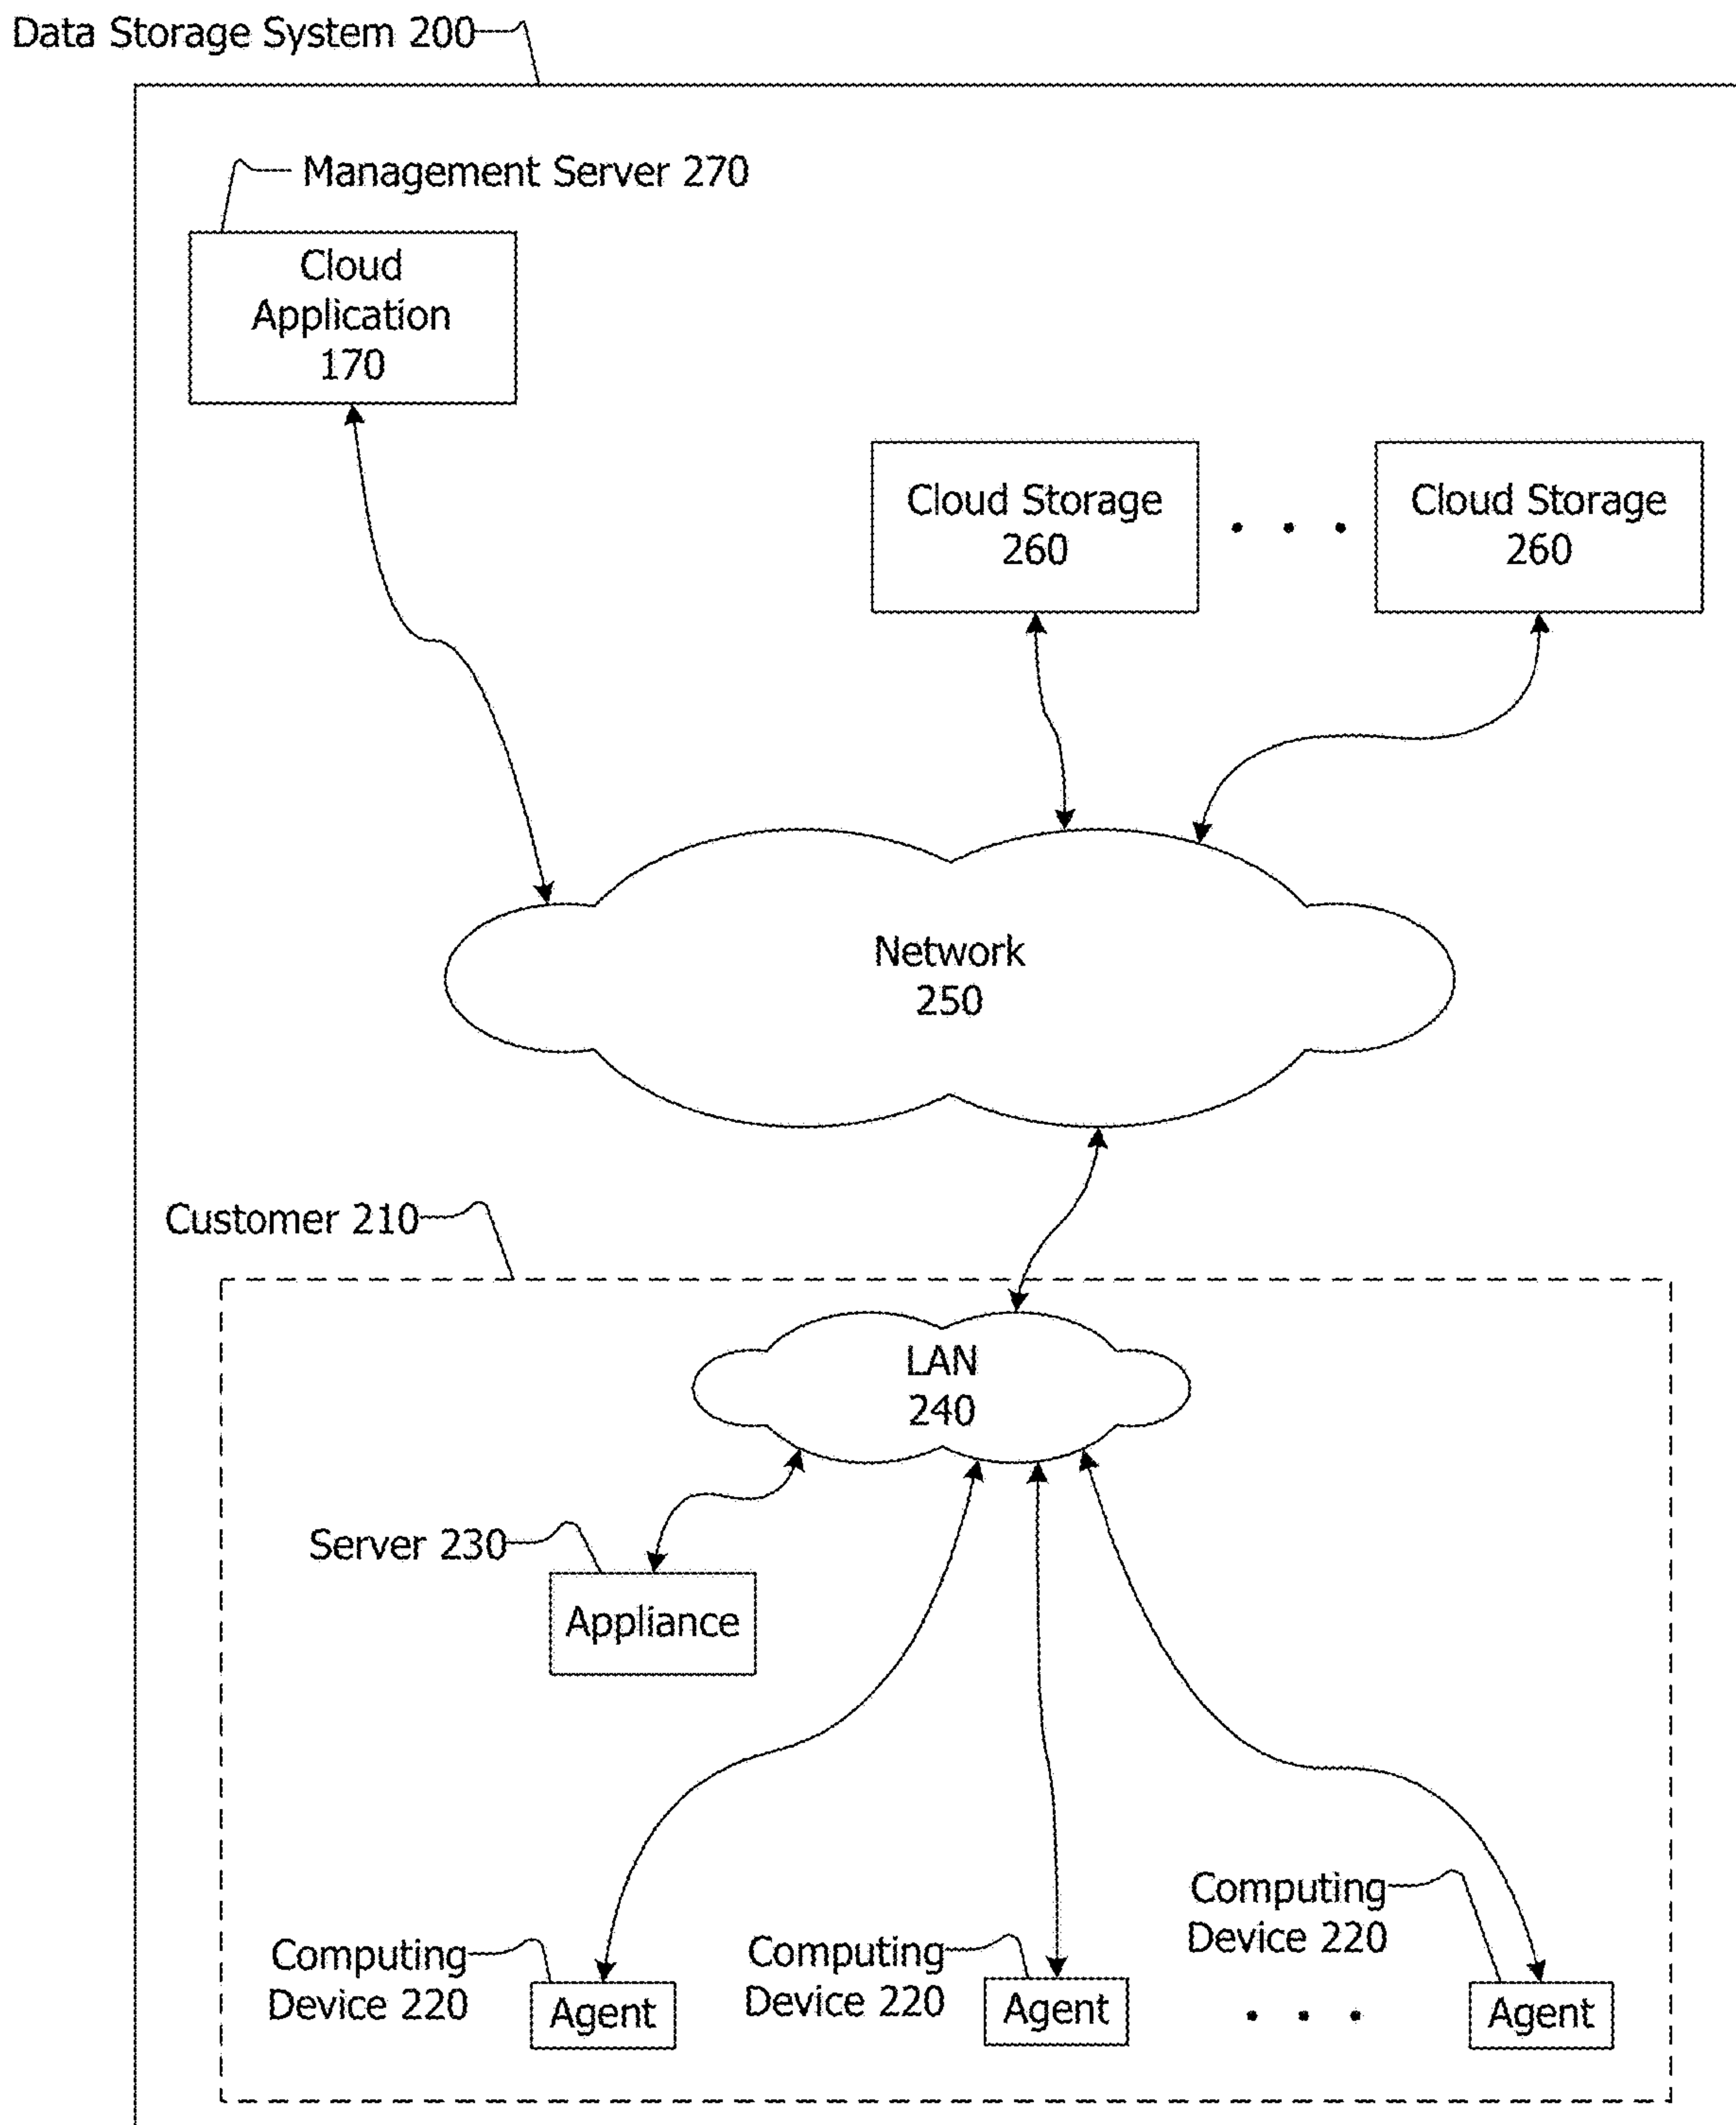 Data Storage System 200
Management Server 270
Cloud
Application
170
Cloud Storage
260
Cloud Storage
260
Network
250
Customer 210
LAN
240
Server 230
Appliance
Computing
Device 220
Agent
Computing
Device 220
Agent
Computing
Device 220
Agent